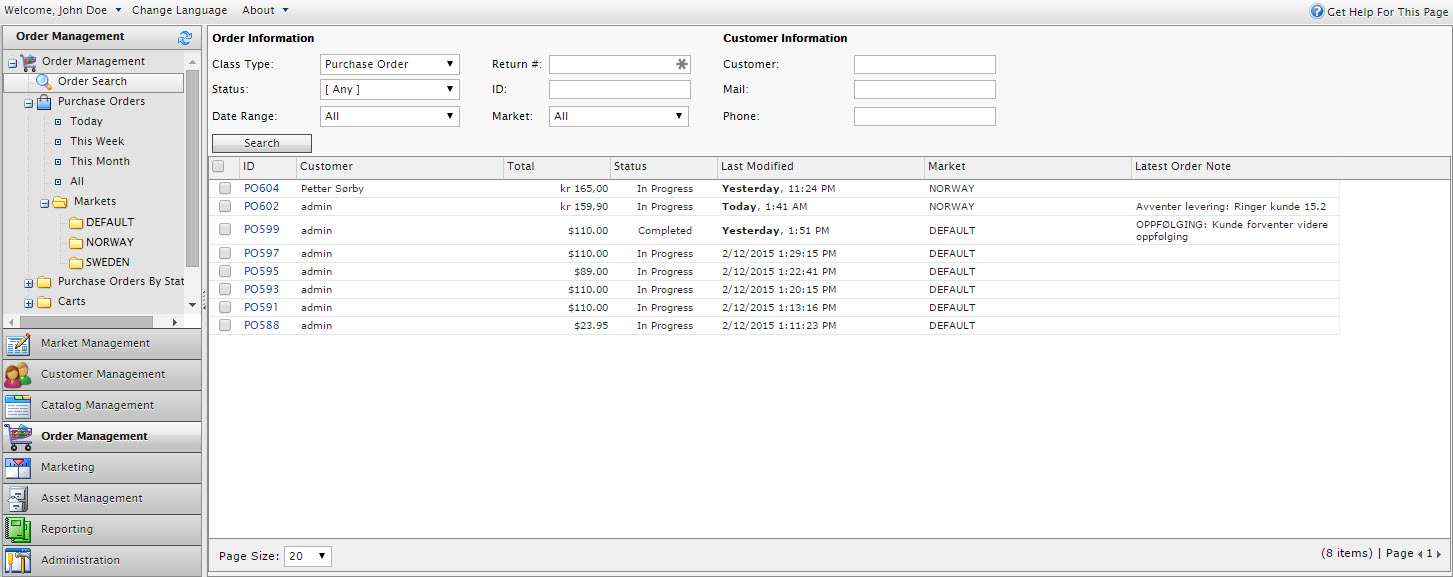 Welcome, John Doe Change Language About Get Help For This Page
Order Management
Order Management
Order Search
Purchase Orders
Today
This Week
This Month
All
Markets
DEFAULT
NORWAY
SWEDEN
Purchase Orders By Stat
Carts
Market Management
Customer Management
Catalog Management
Order Management
Marketing
Asset Management
Reporting
Administration
Order Information Customer Information
Class Type: Purchase Order Return #: Customer:
Status: [ Any ] ID: Mail:
Date Range: All Market: All Phone:
Search
ID Customer Total Status Last Modified Market Latest Order Note
PO604 Petter Sørby kr 165,00 In Progress Yesterday, 11:24 PM NORWAY
PO602 admin kr 159,90 In Progress Today, 1:41 AM NORWAY Avventer levering: Ringer kunde 15.2
PO599 admin $110.00 Completed Yesterday, 1:51 PM DEFAULT OPPFØLGING: Kunde forventer videre
oppfølging
PO597 admin $110.00 In Progress 2/12/2015 1:29:15 PM DEFAULT
PO595 admin $89.00 In Progress 2/12/2015 1:22:41 PM DEFAULT
PO593 admin $110.00 In Progress 2/12/2015 1:20:15 PM DEFAULT
PO591 admin $110.00 In Progress 2/12/2015 1:13:16 PM DEFAULT
PO588 admin $23.95 In Progress 2/12/2015 1:11:23 PM DEFAULT
Page Size: 20 (8 items) | Page 1